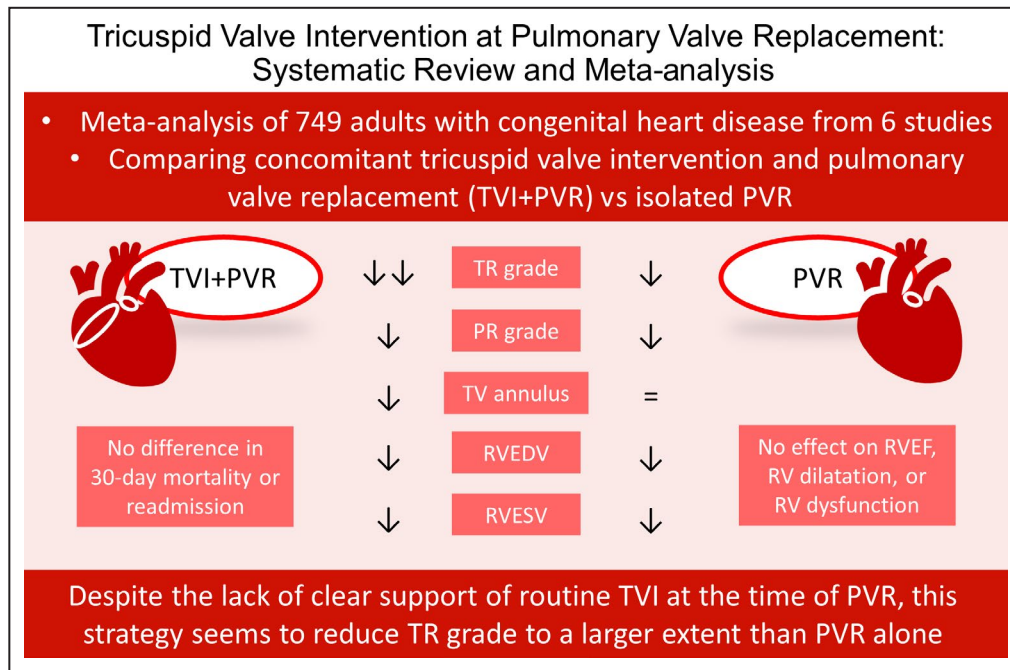 Tricuspid Valve Intervention at Pulmonary Valve Replacement:
Systematic Review and Meta-analysis
• Meta-analysis of 749 adults with congenital heart disease from 6 studies
• Comparing concomitant tricuspid valve intervention and pulmonary
valve replacement (TVI+PVR) vs isolated PVR
TVI+PVR
↓↓ TR grade ↓
PVR
↓ PR grade ↓
↓ TV annulus =
↓ RVEDV ↓
↓ RVESV ↓
No difference in
30-day mortality or
readmission
No effect on RVEF,
RV dilatation, or
RV dysfunction
Despite the lack of clear support of routine TVI at the time of PVR, this
strategy seems to reduce TR grade to a larger extent than PVR alone